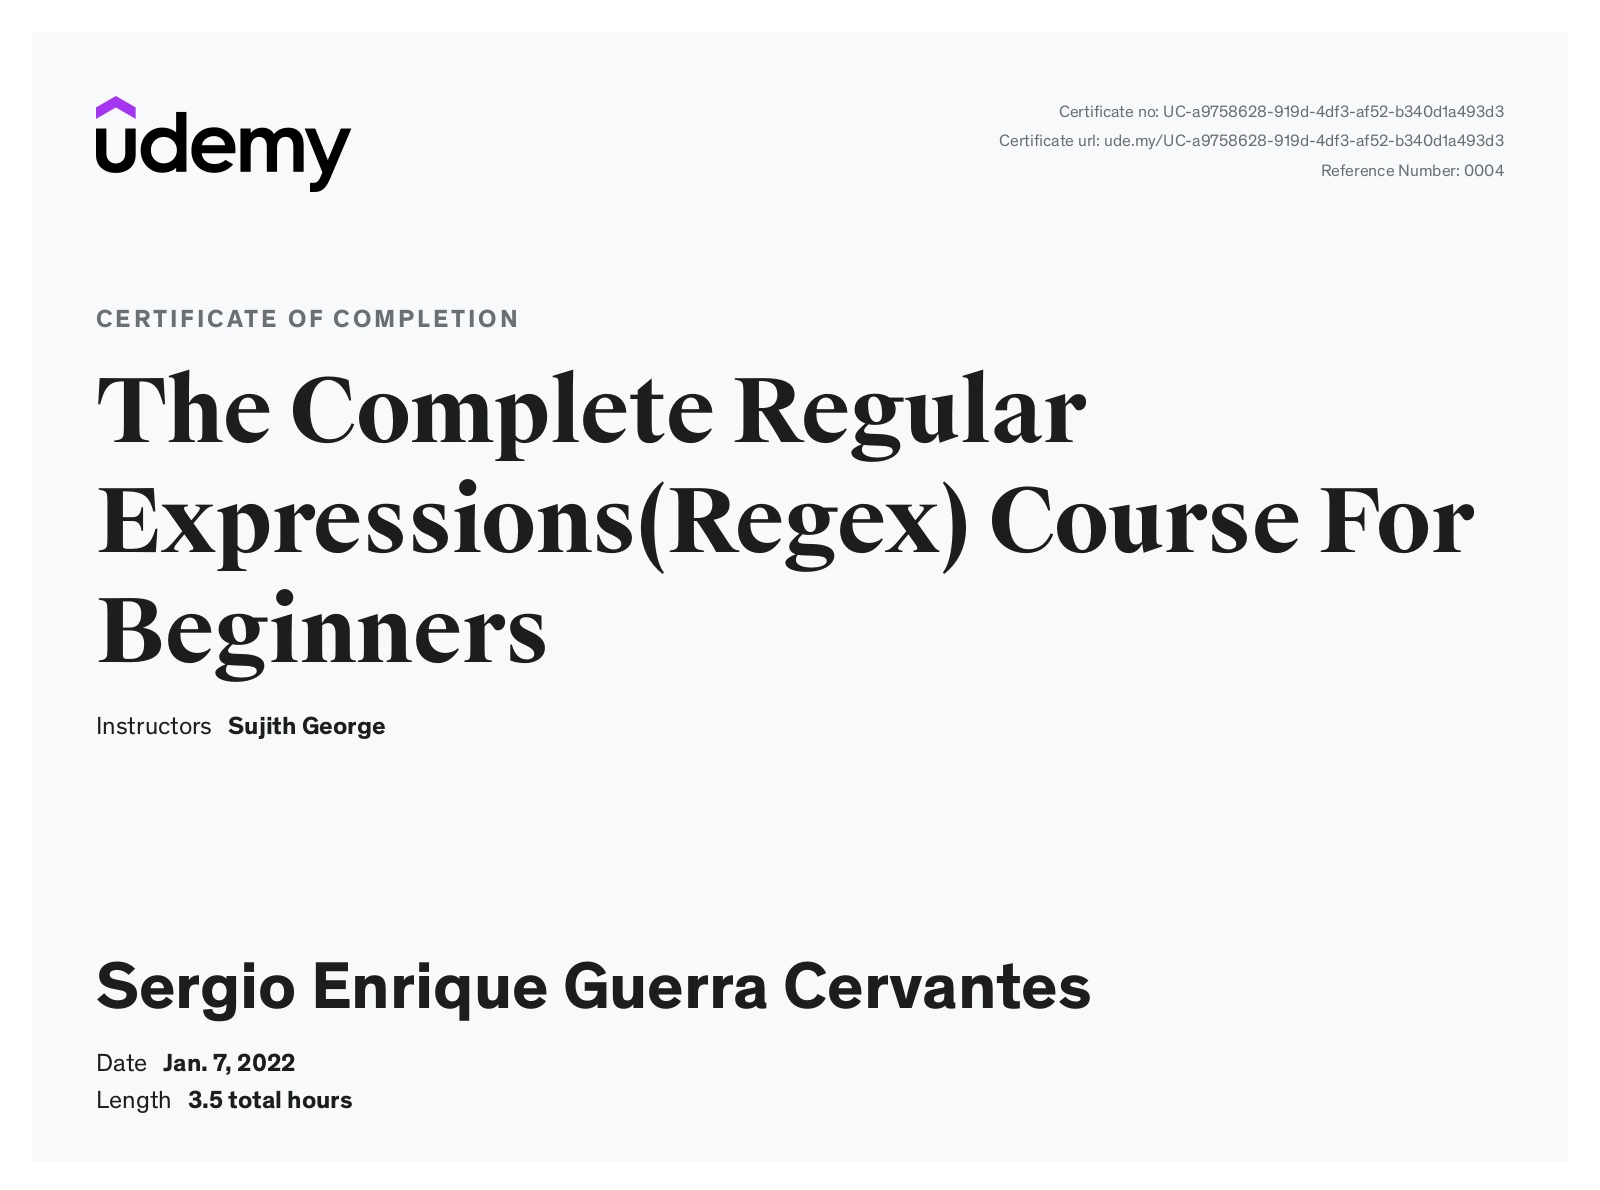 udemy
Certificate no: UC-a9758628-919d-4df3-af52-b340d1a493d3
Certificate url: ude.my/UC-a9758628-919d-4df3-af52-b340d1a493d3
Reference Number: 0004
CERTIFICATE OF COMPLETION
The Complete Regular
Expressions(Regex) Course For
Beginners
Instructors Sujith George
Sergio Enrique Guerra Cervantes
Date Jan. 7, 2022
Length 3.5 total hours